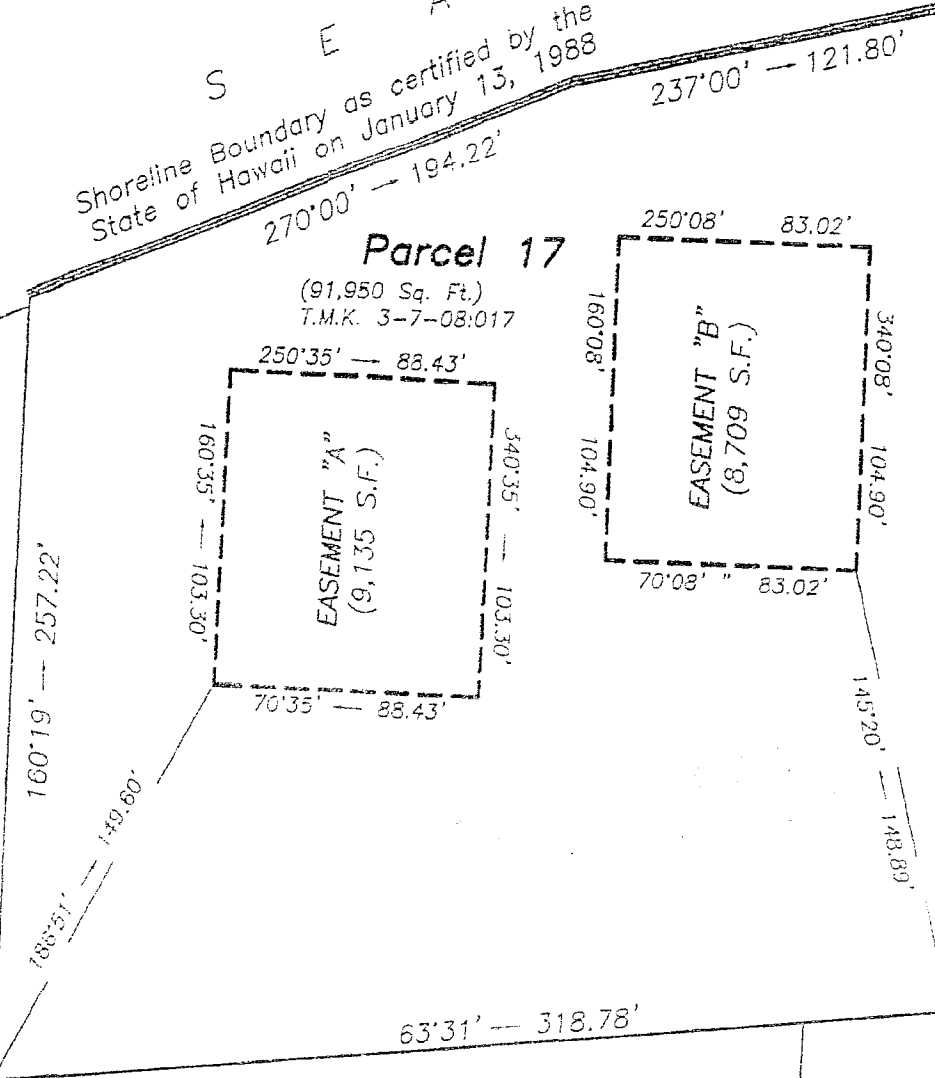 S E A
Shoreline Boundary as certified by the
State of Hawaii on January 13, 1988
237°00' — 121.80'
270°00' — 194.22'
Parcel 17
(91,950 Sq. Ft.)
T.M.K. 3-7-08:017
250°08' 83.02'
160°08' 104.90'
EASEMENT "B"
(8,709 S.F.)
340°08' 104.90'
70°08' " 83.02'
250°35' — 88.43'
160°35' — 103.30'
EASEMENT "A"
(9,135 S.F.)
340°35' — 103.30'
70°35' — 88.43'
160°19' — 257.22'
186°51' — 149.60'
145°20' — 148.89'
63°31' — 318.78'